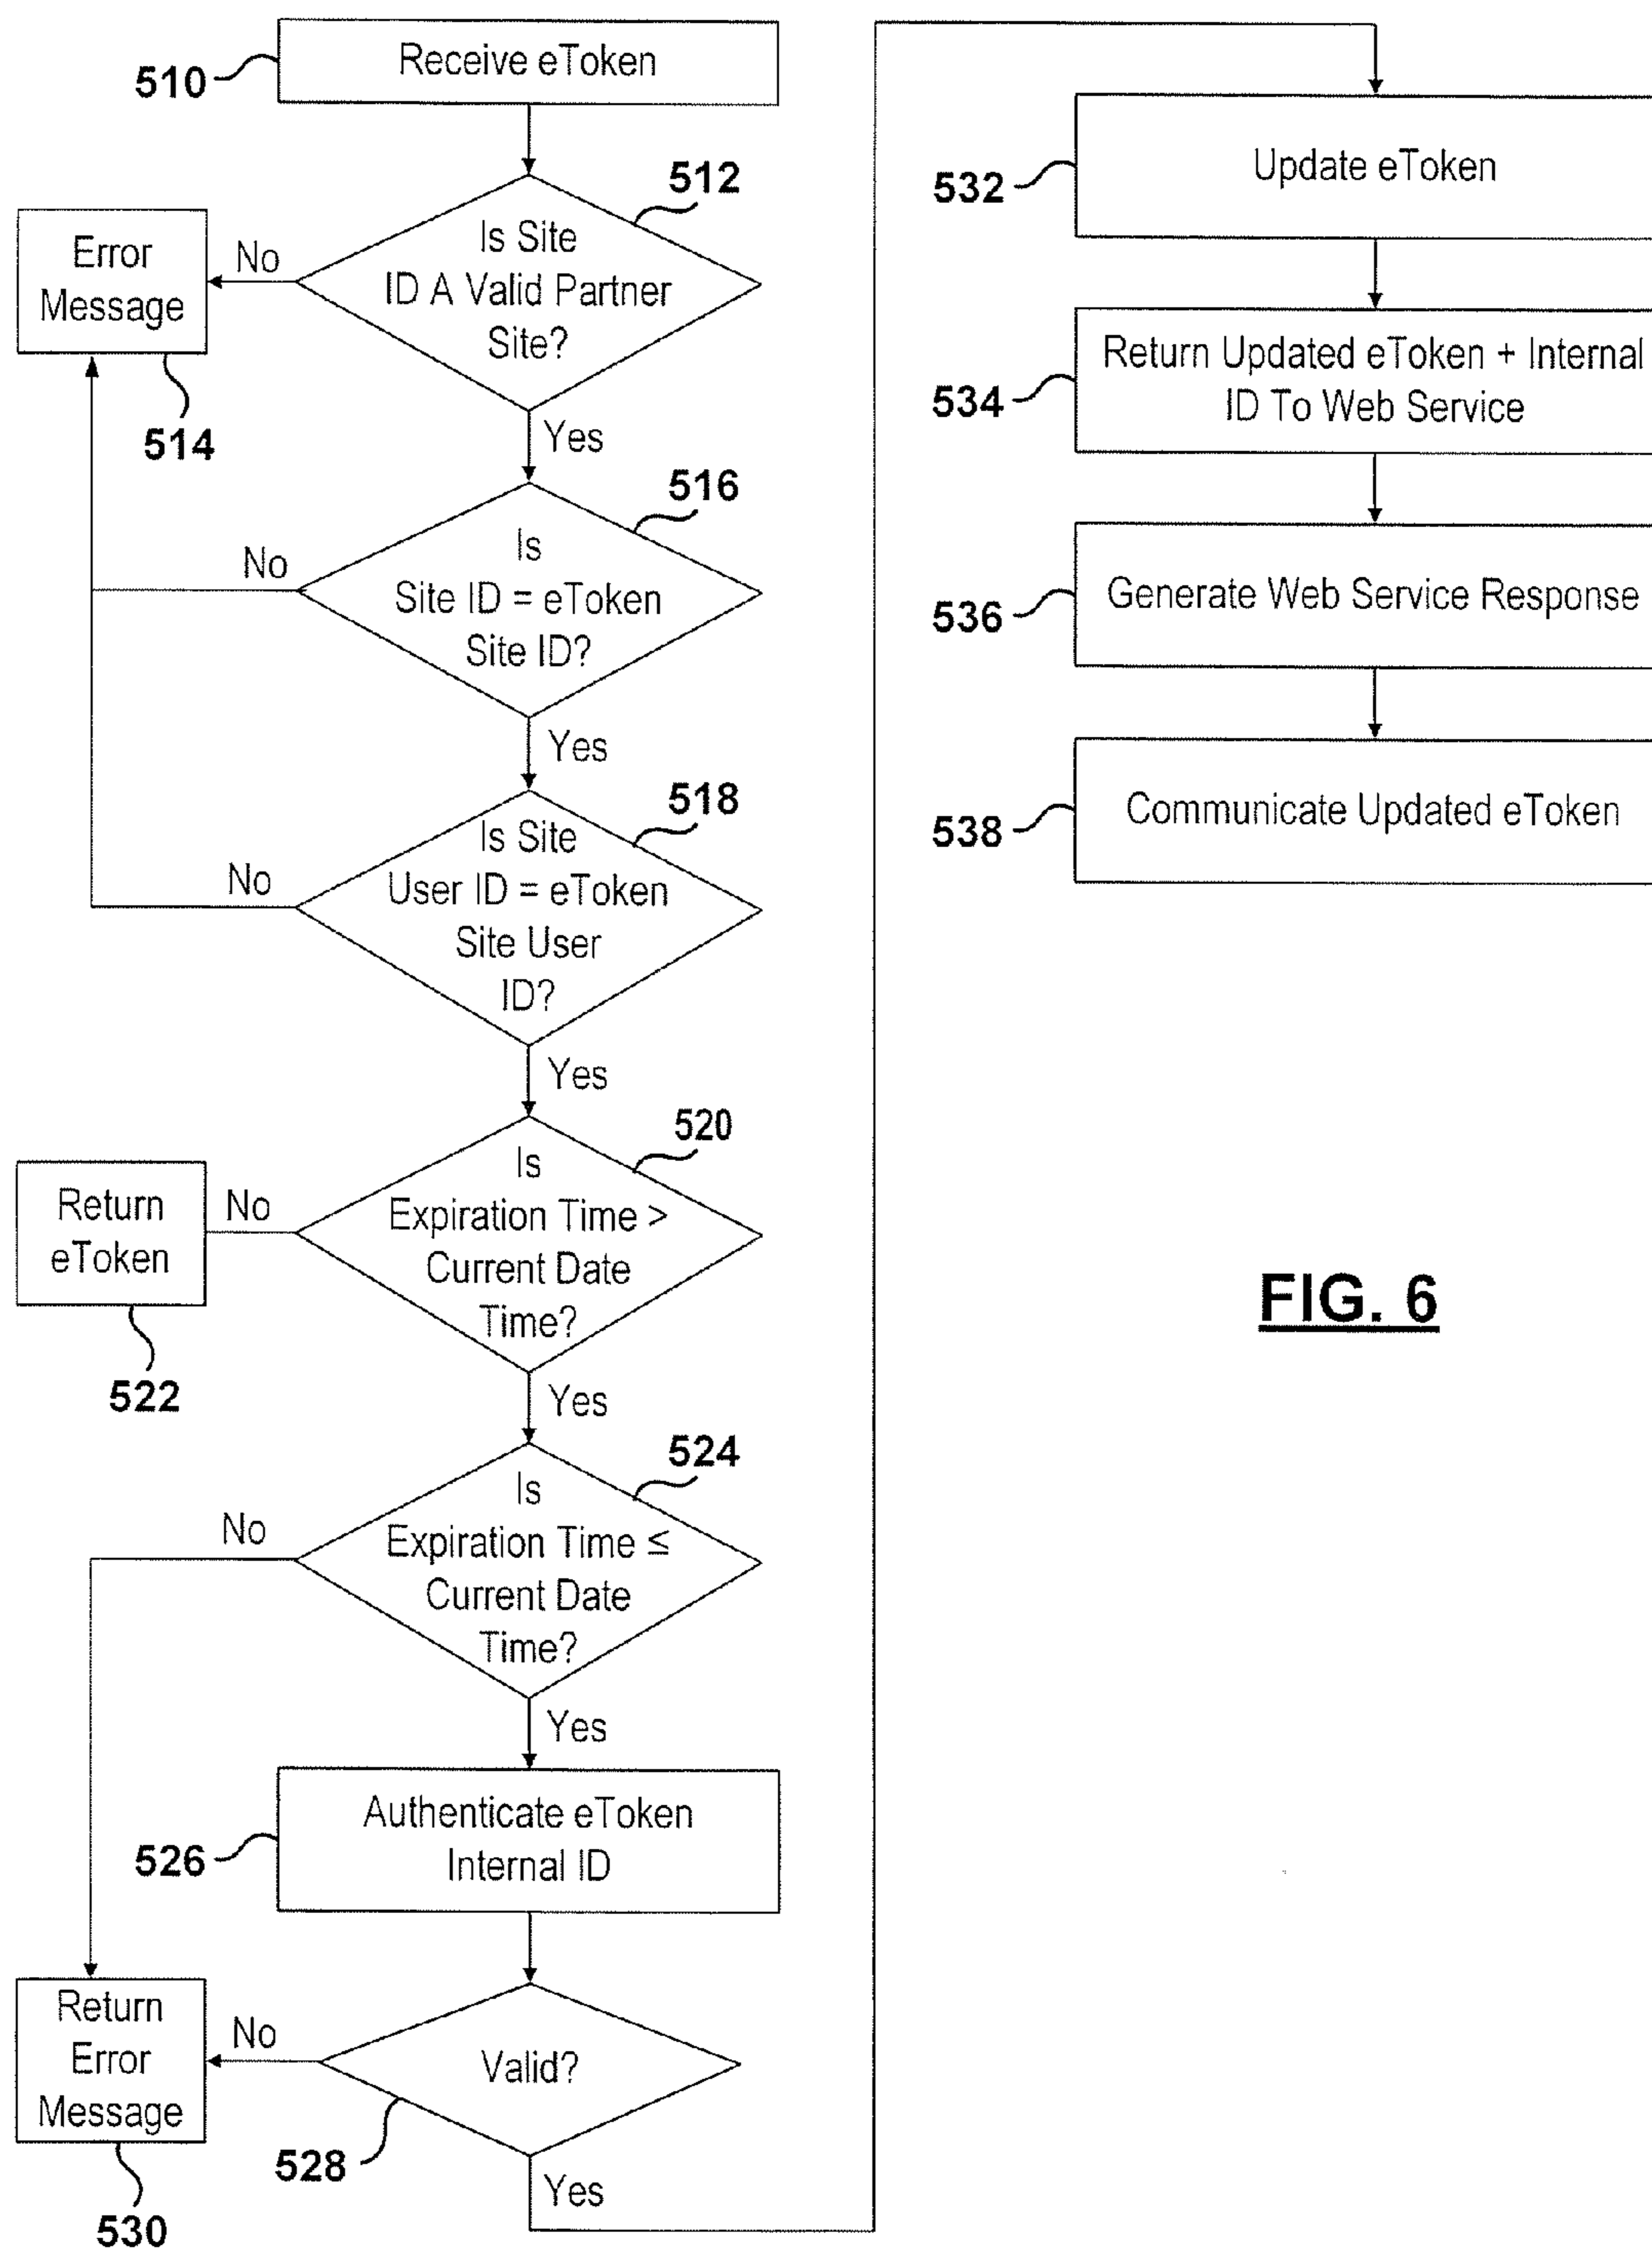 510
Receive eToken
512
Is Site
ID A Valid Partner
Site?
No
Error
Message
514
Yes
516
Is
Site ID = eToken
Site ID?
No
Yes
518
Is Site
User ID = eToken
Site User
ID?
No
Yes
520
Is
Expiration Time >
Current Date
Time?
No
Return
eToken
522
Yes
524
Is
Expiration Time ≤
Current Date
Time?
No
Yes
526
Authenticate eToken
Internal ID
Valid?
528
No
Return
Error
Message
530
Yes
532
Update eToken
534
Return Updated eToken + Internal
ID To Web Service
536
Generate Web Service Response
538
Communicate Updated eToken
FIG. 6